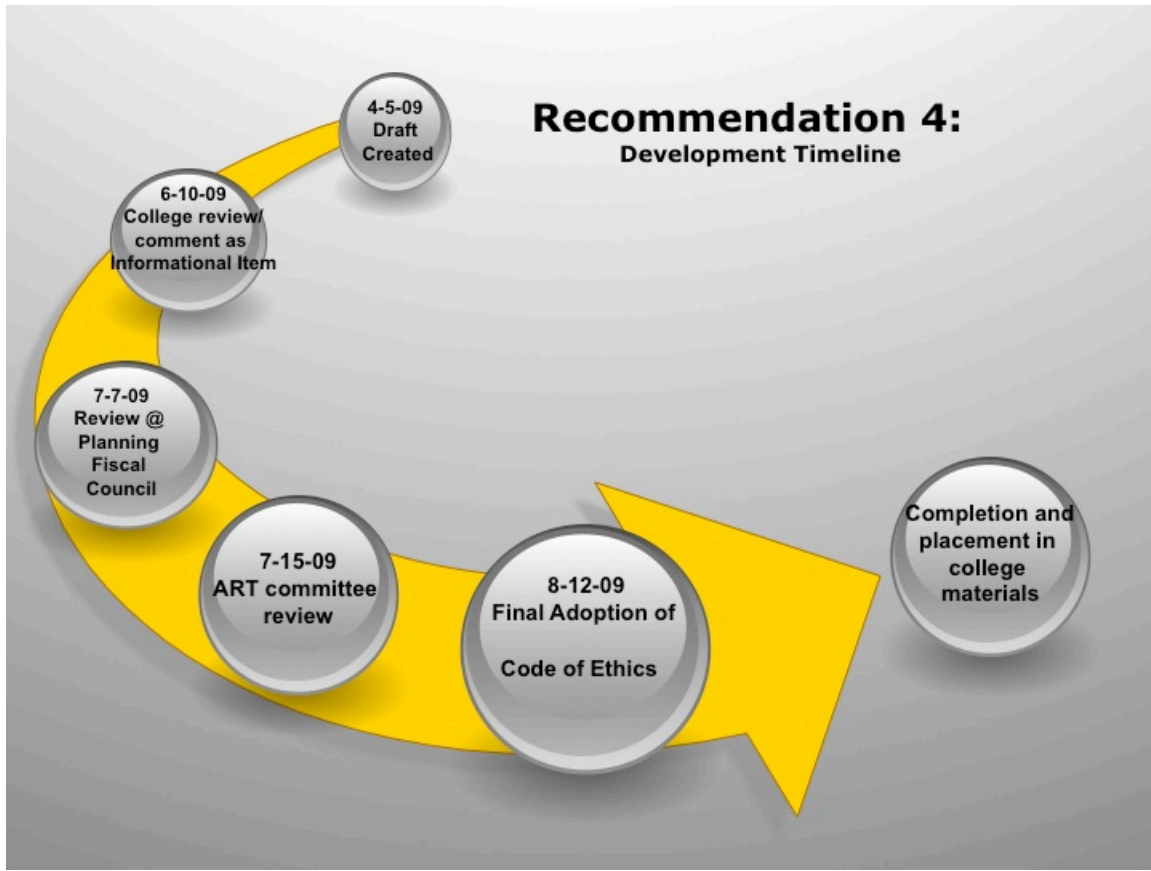 Recommendation 4:
Development Timeline
4-5-09
Draft
Created
6-10-09
College review/
comment as
Informational Item
7-7-09
Review @
Planning
Fiscal
Council
7-15-09
ART committee
review
8-12-09
Final Adoption of
Code of Ethics
Completion and
placement in
college
materials